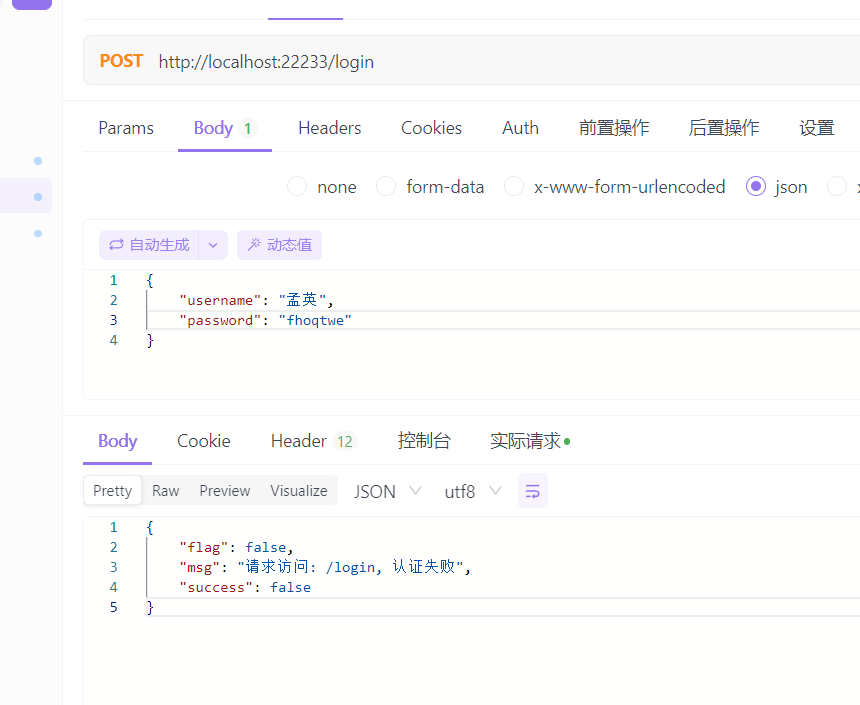 POST http://localhost:22233/login
Params Body 1 Headers Cookies Auth 前置操作 后置操作 设置
none form-data x-www-form-urlencoded json
自动生成 动态值
1 {
2 "username": "孟英",
3 "password": "fhoqtwe"
4 }
Body Cookie Header 12 控制台 实际请求
Pretty Raw Preview Visualize JSON utf8
1 {
2 "flag": false,
3 "msg": "请求访问: /login, 认证失败",
4 "success": false
5 }